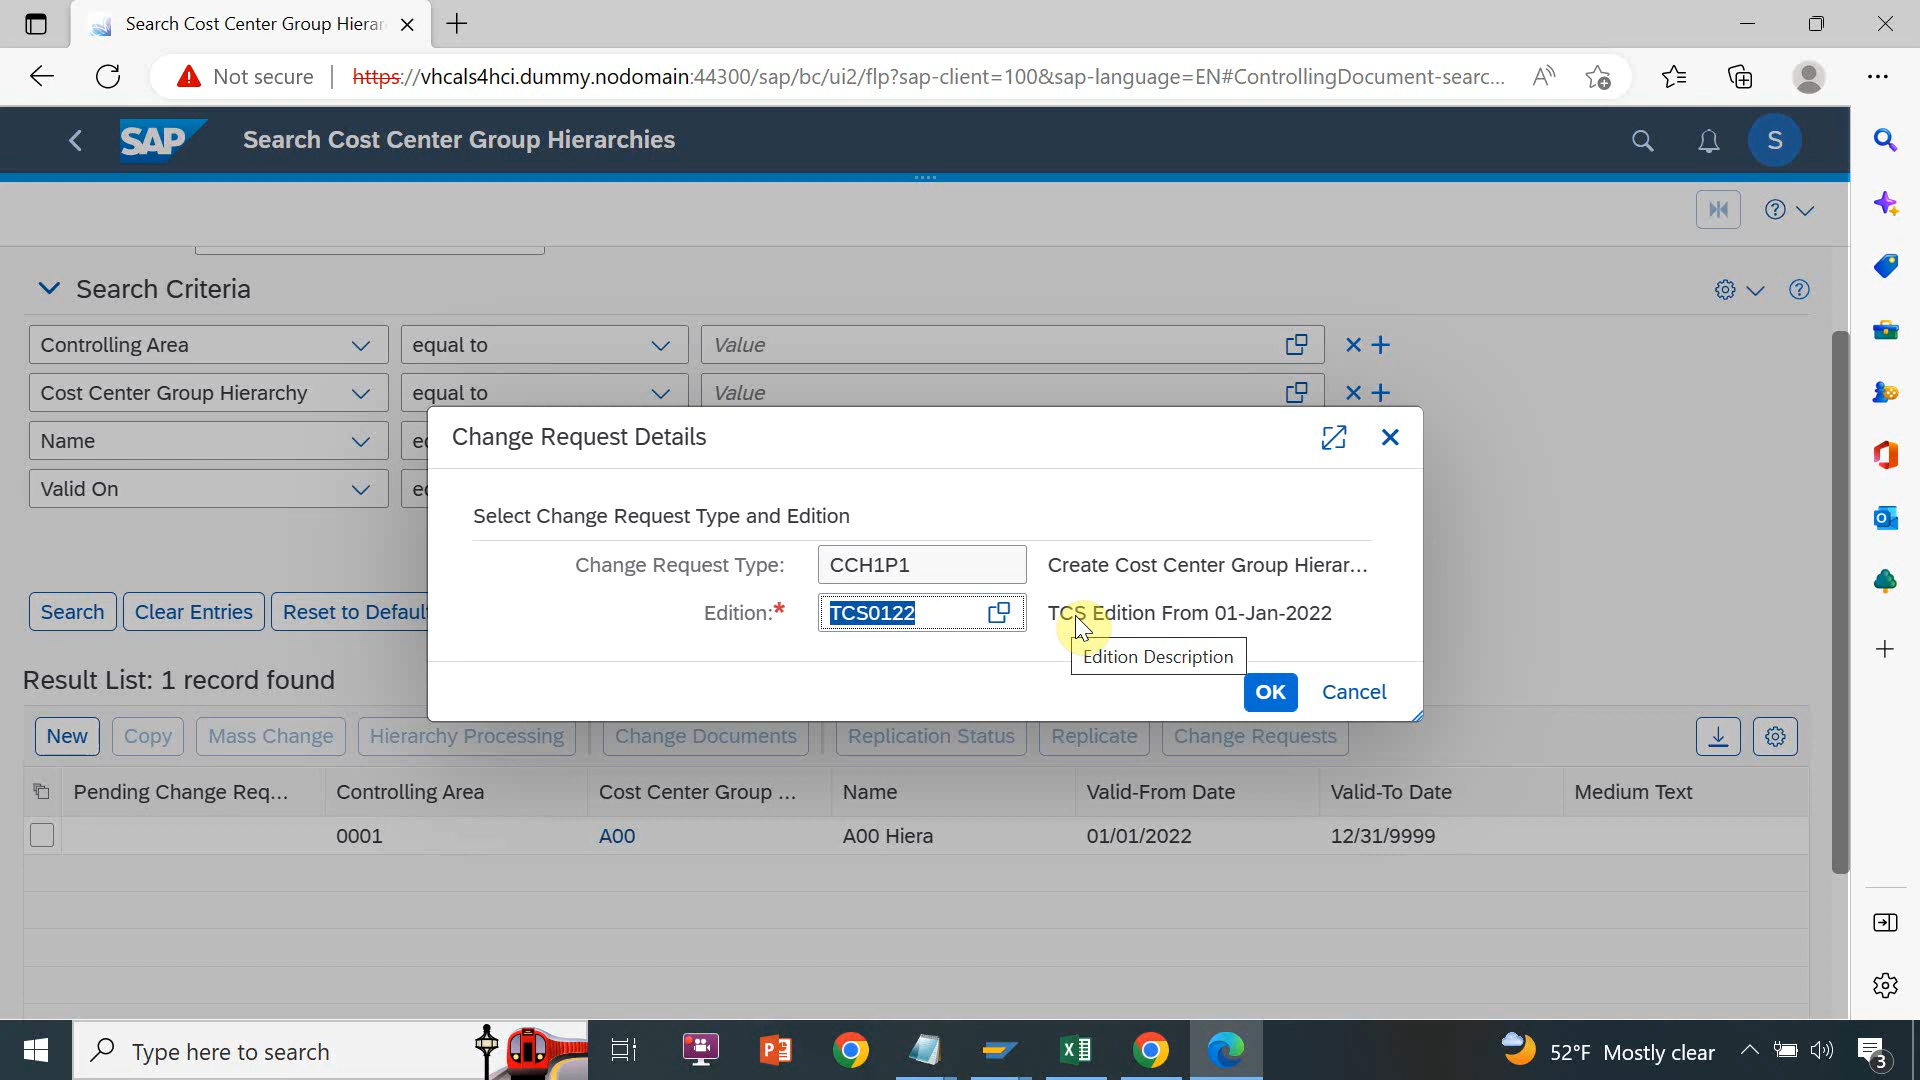 Search Cost Center Group Hierar
Not secure
https://vhcals4hci.dummy.nodomain:44300/sap/bc/ui2/flp?sap-client=100&sap-language=EN#ControllingDocument-searc...
SAP
Search Cost Center Group Hierarchies
S
Search Criteria
Controlling Area
equal to
Value
Cost Center Group Hierarchy
equal to
Value
Name
Valid On
Change Request Details
Select Change Request Type and Edition
Change Request Type:
CCH1P1
Create Cost Center Group Hierar...
Edition:*
TCS0122
TCS Edition From 01-Jan-2022
Edition Description
OK
Cancel
Search
Clear Entries
Reset to Default
Result List: 1 record found
New
Copy
Mass Change
Hierarchy Processing
Change Documents
Replication Status
Replicate
Change Requests
Pending Change Req...
Controlling Area
Cost Center Group ...
Name
Valid-From Date
Valid-To Date
Medium Text
0001
A00
A00 Hiera
01/01/2022
12/31/9999
Type here to search
52°F Mostly clear
3